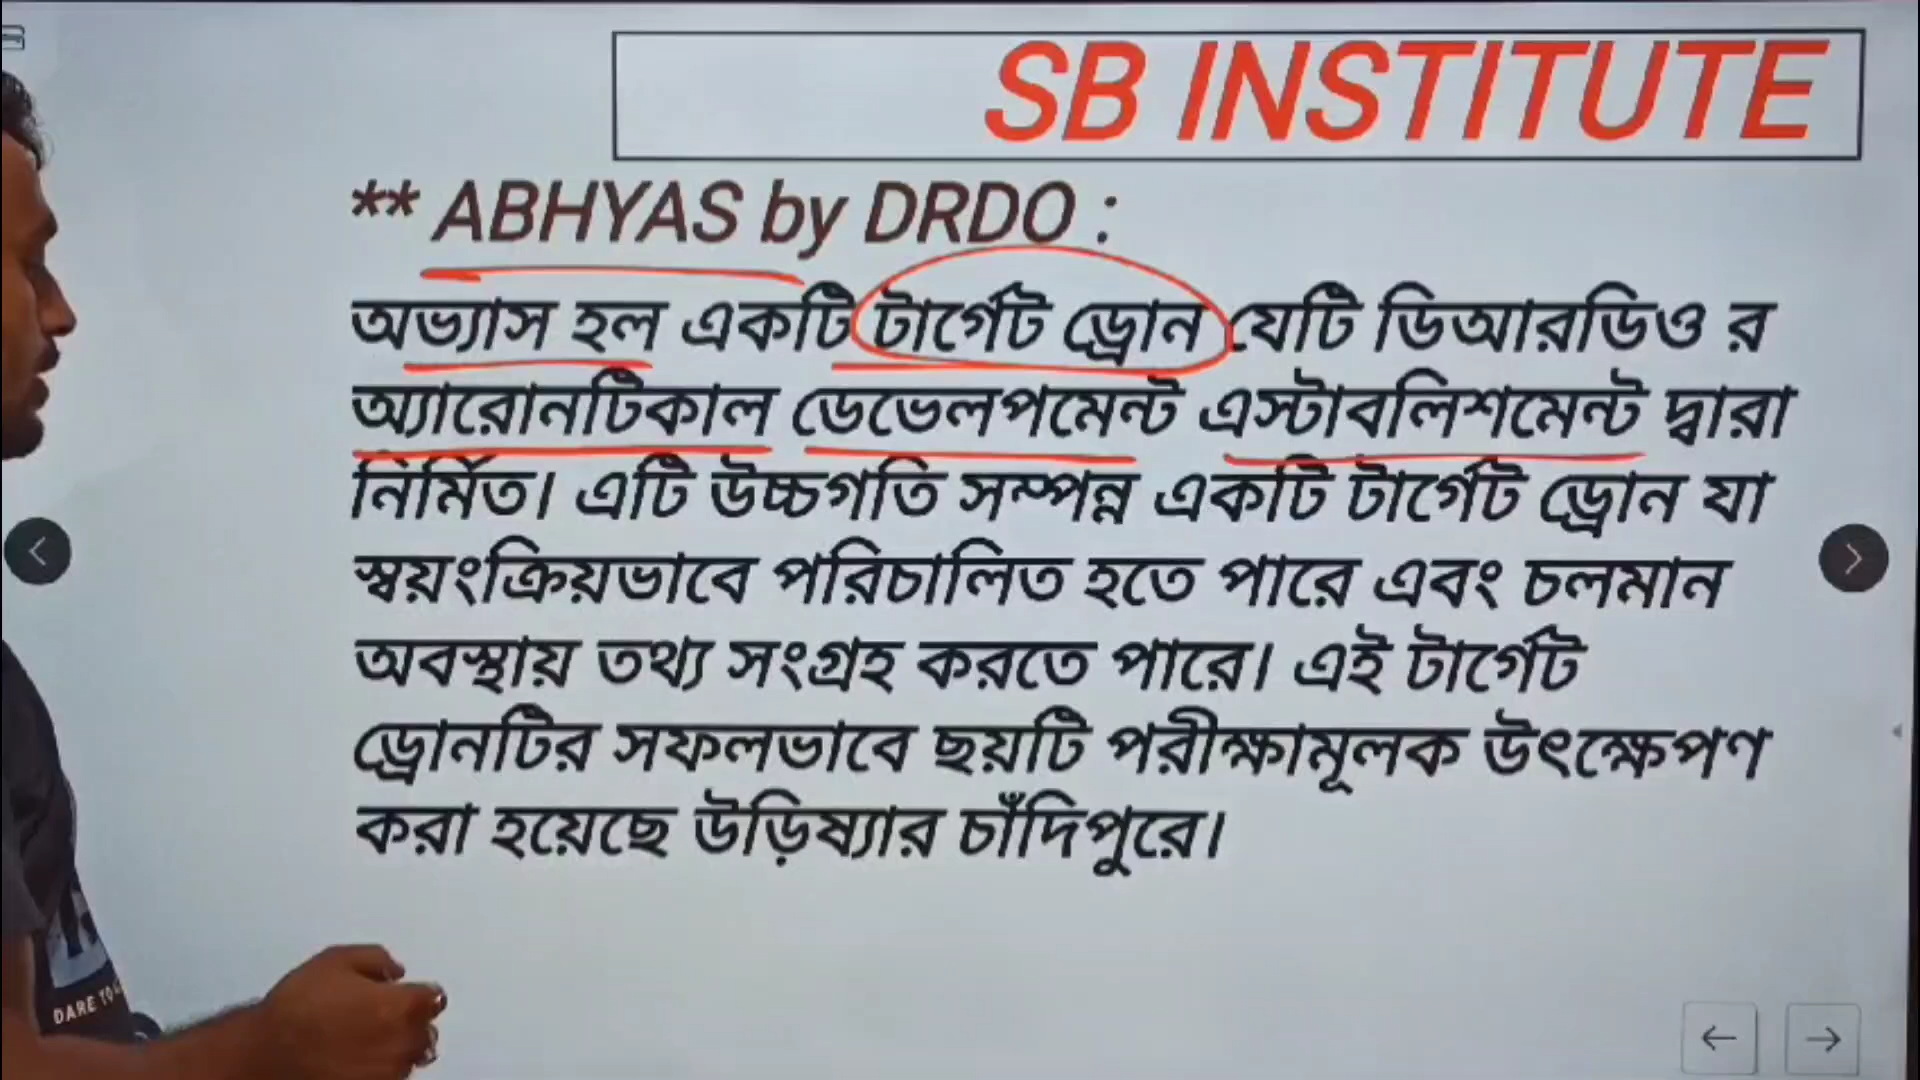 SB INSTITUTE
** ABHYAS by DRDO :
অভ্যাস হল একটি টার্গেট ড্রোন যেটি ডিআরডিও র
অ্যারোনটিকাল ডেভেলপমেন্ট এস্টাবলিশমেন্ট দ্বারা
নির্মিত। এটি উচ্চগতি সম্পন্ন একটি টার্গেট ড্রোন যা
স্বয়ংক্রিয়ভাবে পরিচালিত হতে পারে এবং চলমান
অবস্থায় তথ্য সংগ্রহ করতে পারে। এই টার্গেট
ড্রোনটির সফলভাবে ছয়টি পরীক্ষামূলক উৎক্ষেপণ
করা হয়েছে উড়িষ্যার চাঁদিপুরে।
DARE TO